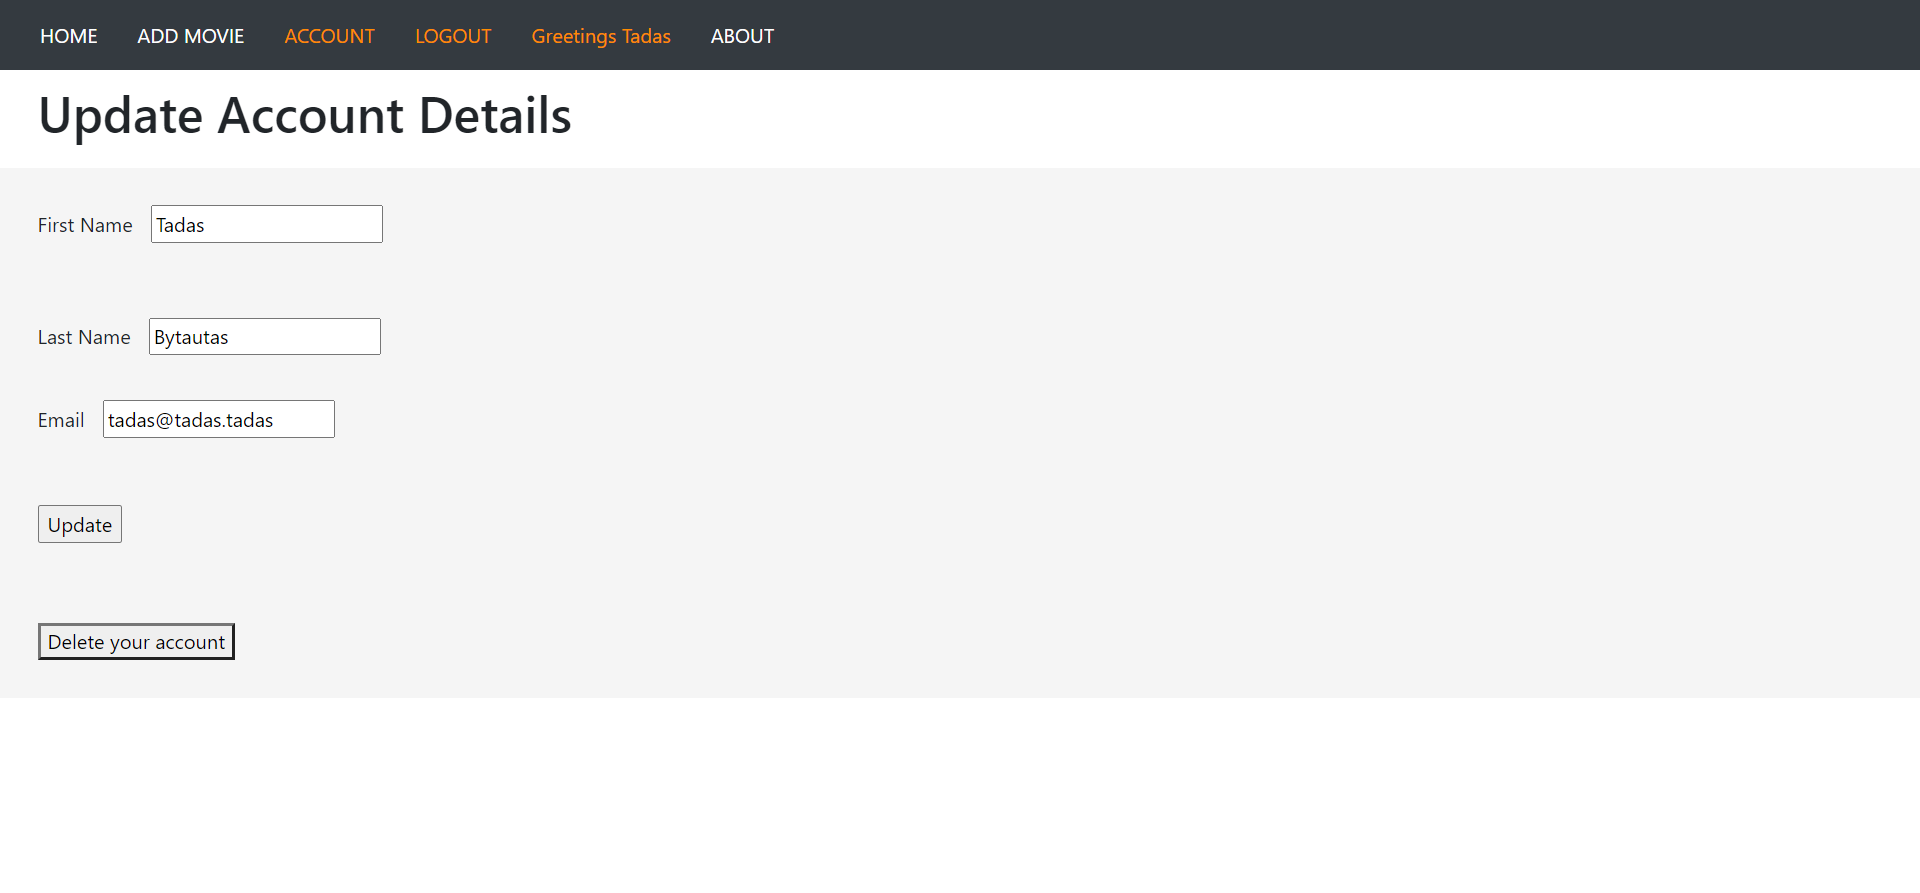 HOME ADD MOVIE ACCOUNT LOGOUT Greetings Tadas ABOUT
Update Account Details
First Name Tadas
Last Name Bytautas
Email tadas@tadas.tadas
Update
Delete your account